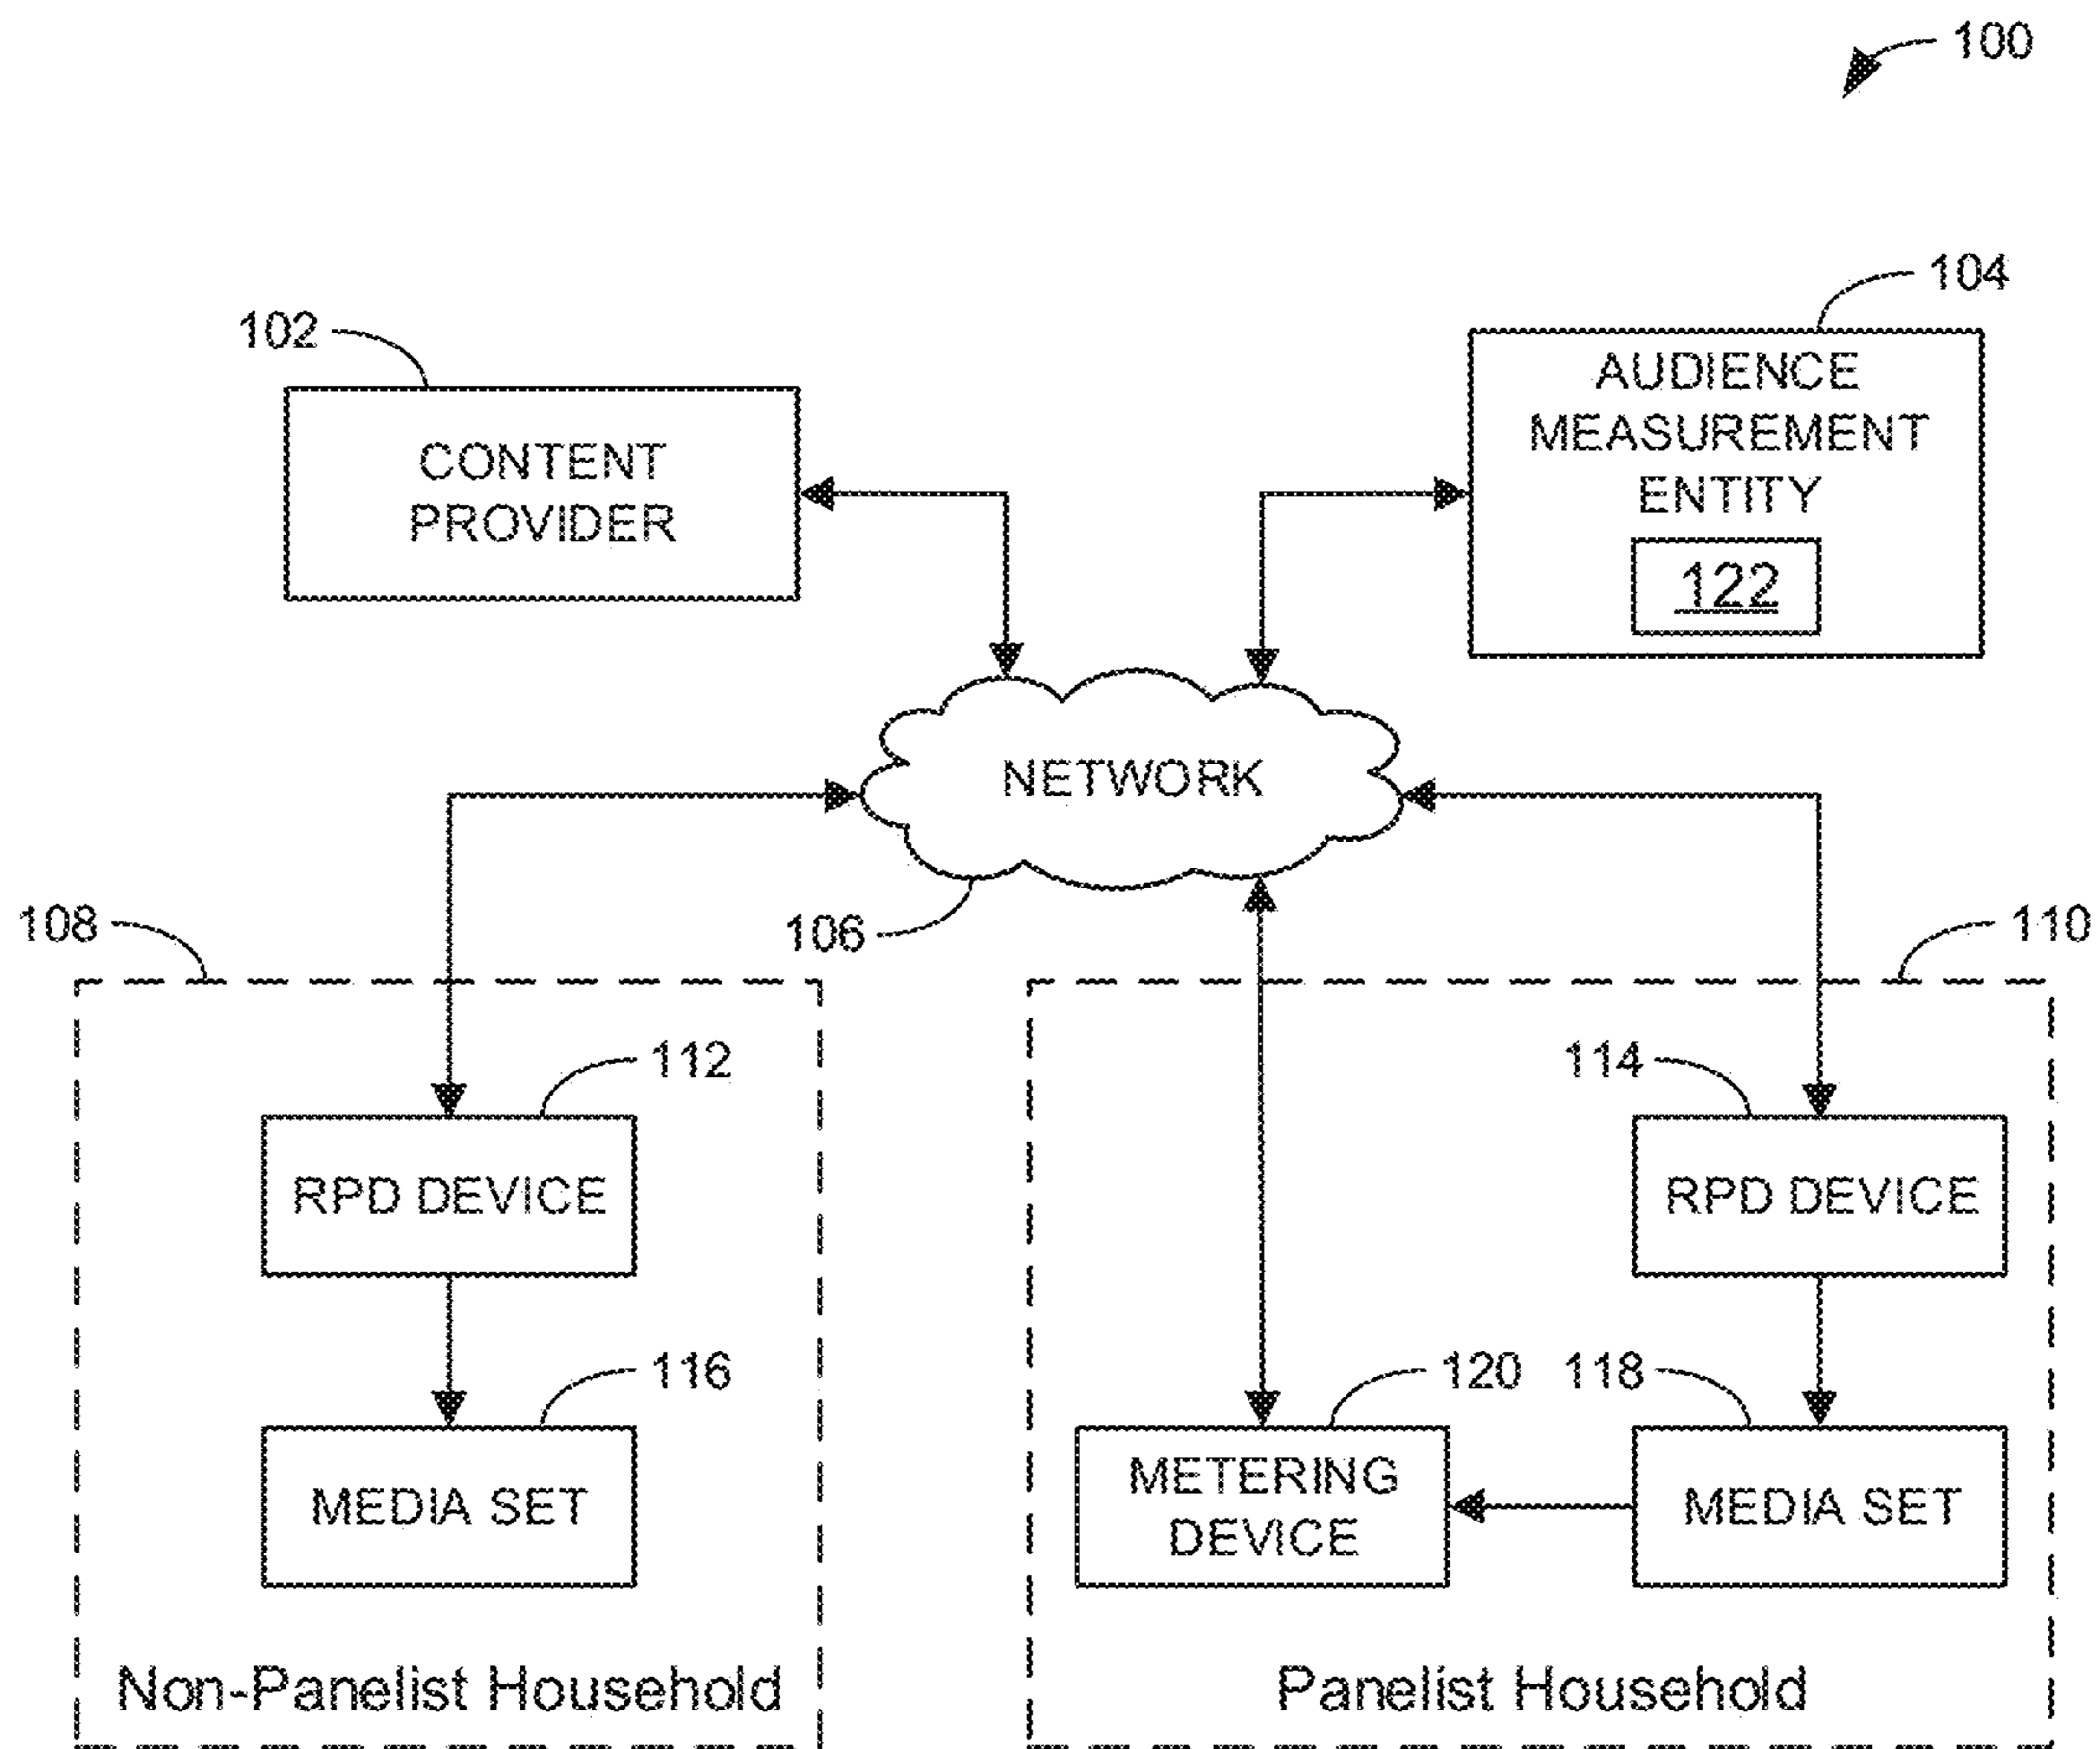 100
104
102
AUDIENCE
MEASUREMENT
ENTITY
122
CONTENT
PROVIDER
NETWORK
108
106
110
112
114
RPD DEVICE
RPD DEVICE
116
120
118
MEDIA SET
METERING
DEVICE
MEDIA SET
Non-Panelist Household
Panelist Household